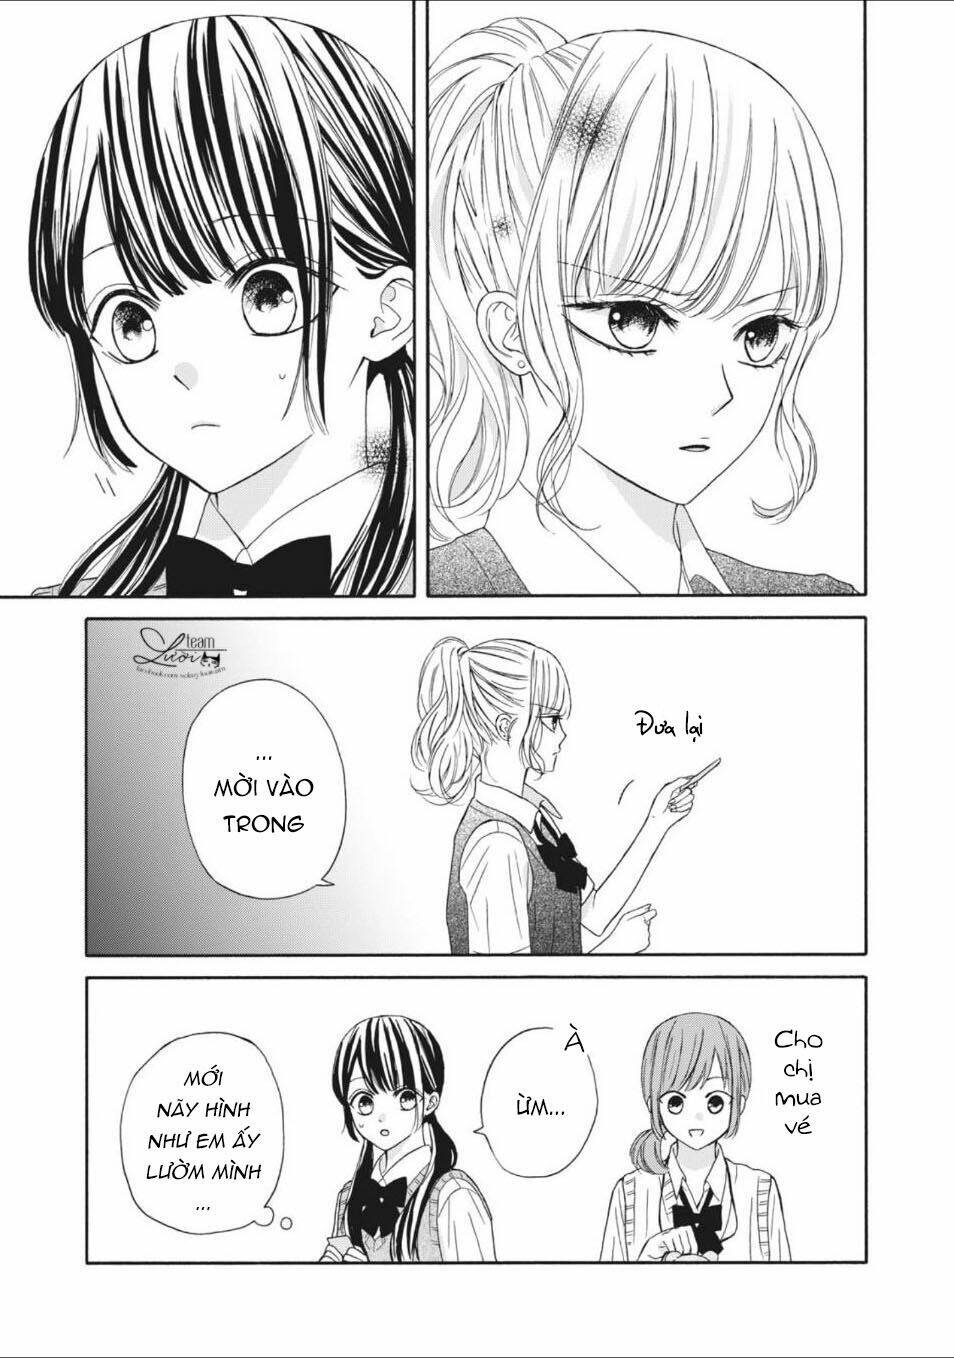 team
Lười
Đưa lại
...
MỜI VÀO
TRONG
Cho
chị
mua
vé
À
ỪM...
MỚI
NÃY HÌNH
NHƯ EM ẤY
LƯỜM MÌNH
...